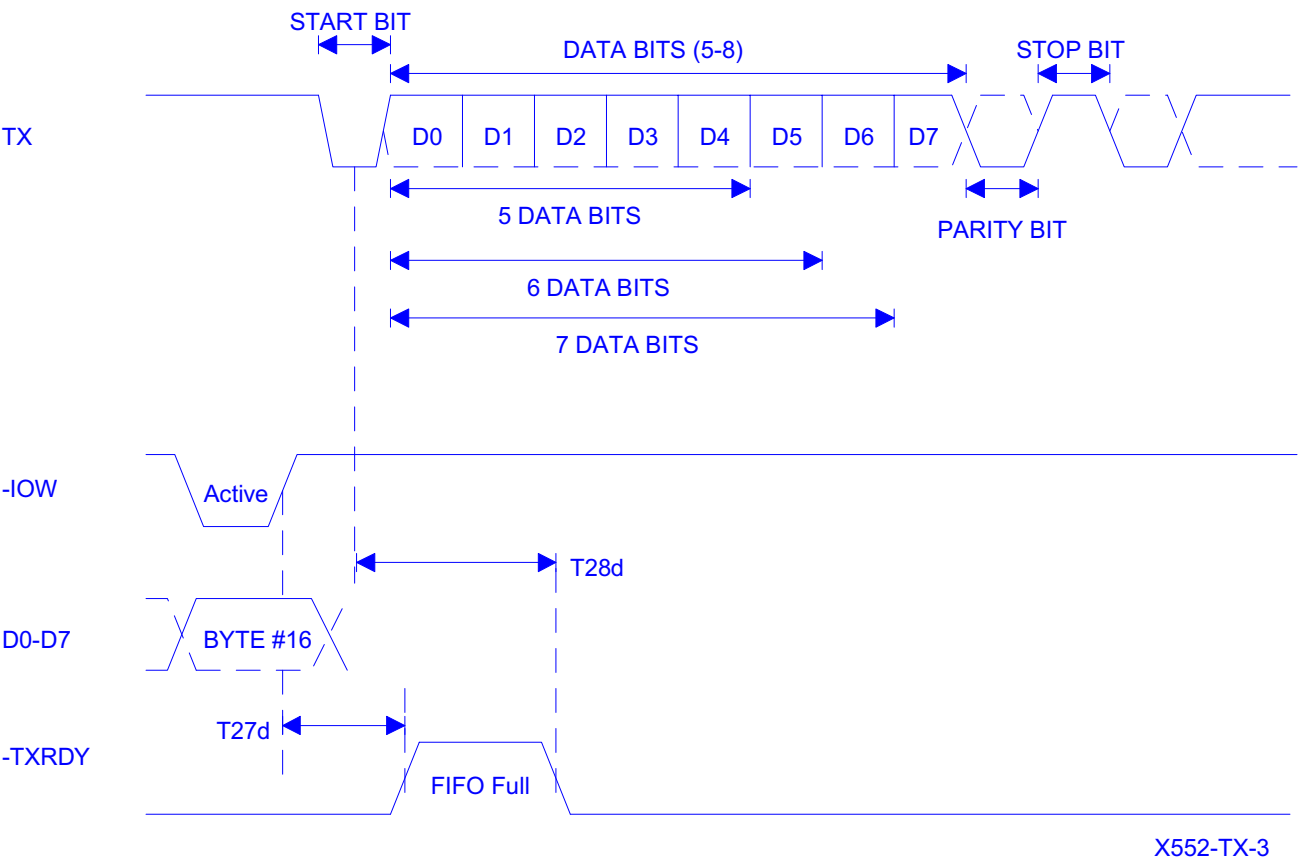 START BIT
DATA BITS (5-8)
STOP BIT
TX
D0 D1 D2 D3 D4 D5 D6 D7
5 DATA BITS
PARITY BIT
6 DATA BITS
7 DATA BITS
-IOW
Active
T28d
D0-D7
BYTE #16
T27d
-TXRDY
FIFO Full
X552-TX-3